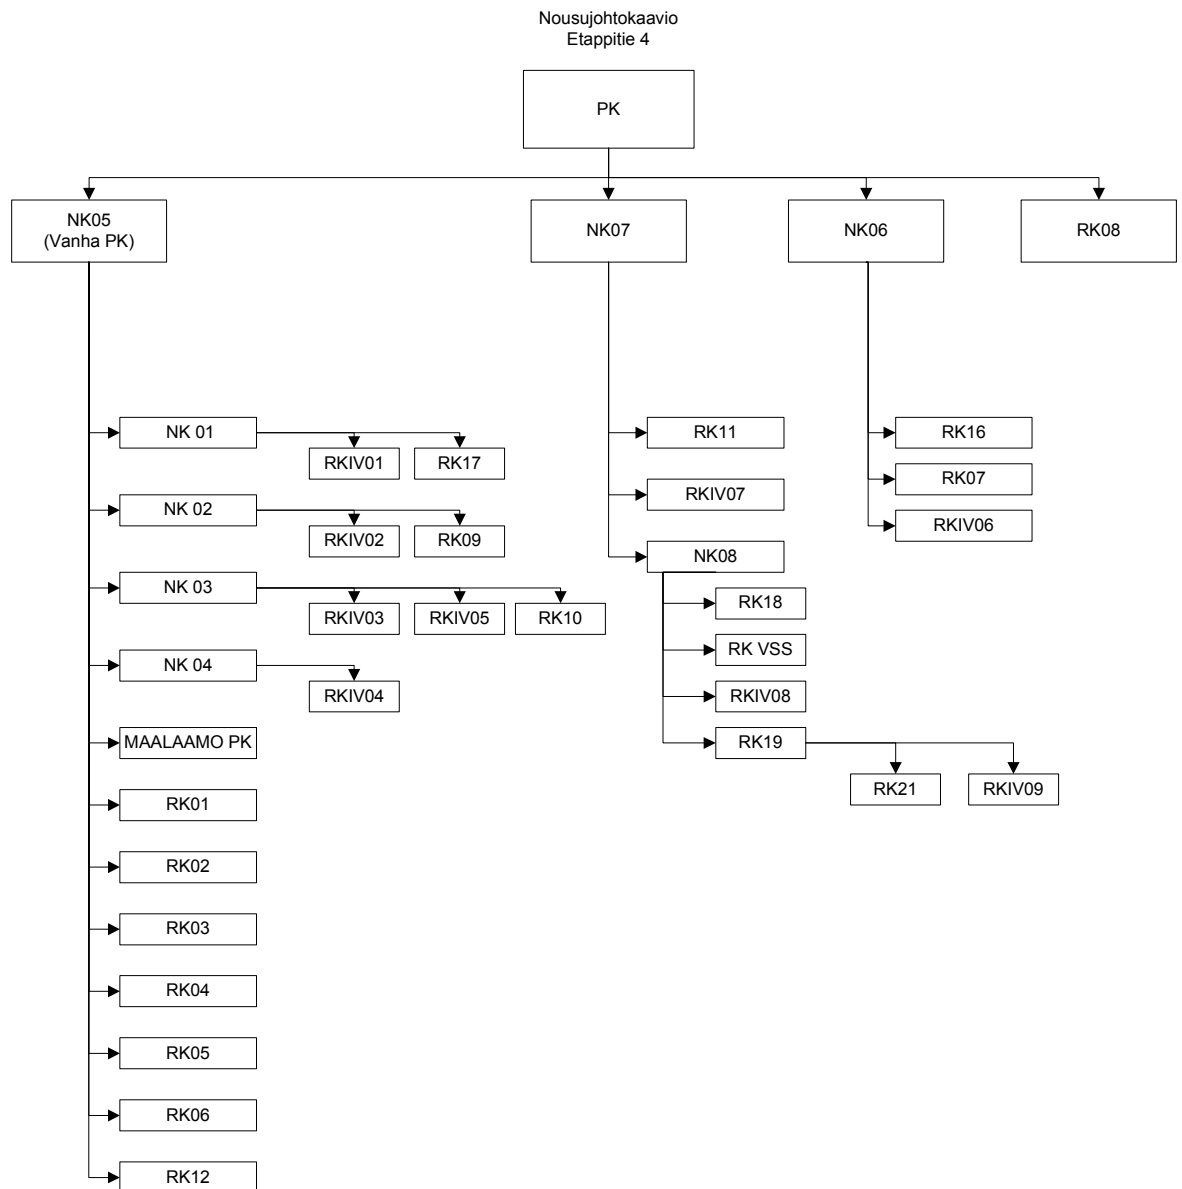 Nousujohtokaavio
Etappitie 4
PK
NK05
(Vanha PK)
NK07
NK06
RK08
NK 01
RKIV01
RK17
NK 02
RKIV02
RK09
NK 03
RKIV03
RKIV05
RK10
NK 04
RKIV04
MAALAAMO PK
RK01
RK02
RK03
RK04
RK05
RK06
RK12
RK11
RKIV07
NK08
RK18
RK VSS
RKIV08
RK19
RK21
RKIV09
RK16
RK07
RKIV06